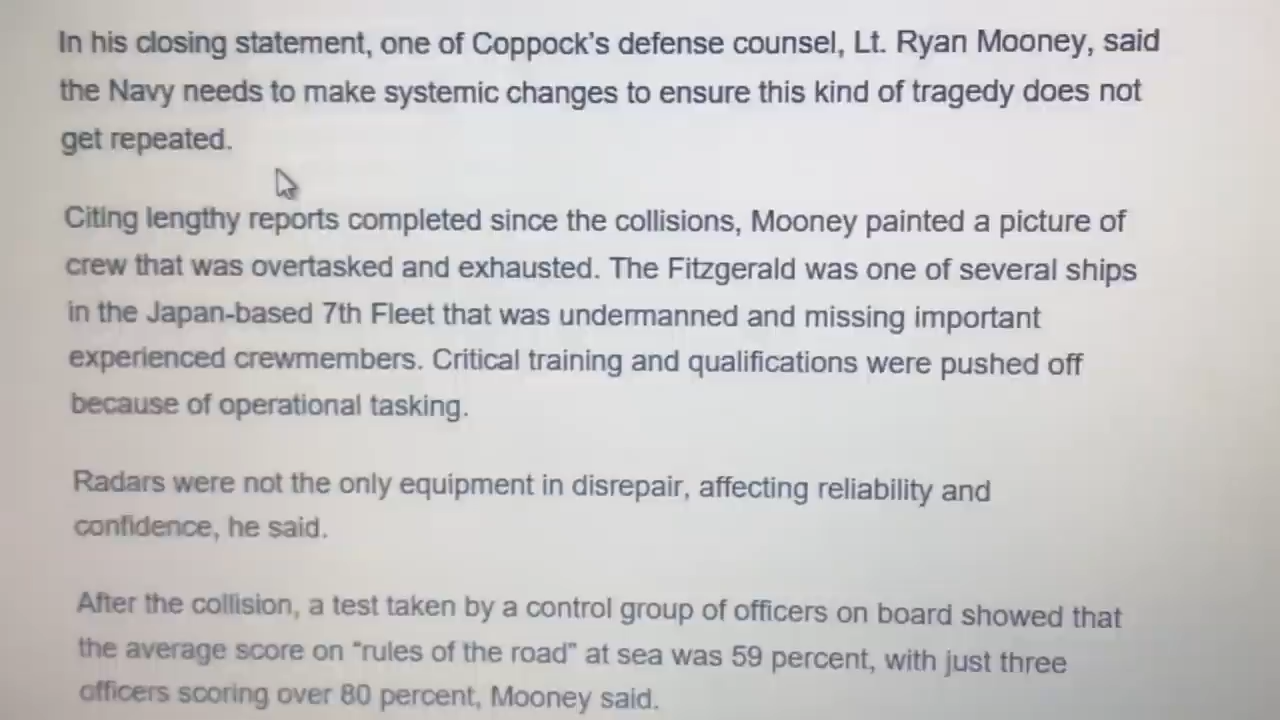 In his closing statement, one of Coppock's defense counsel, Lt. Ryan Mooney, said
the Navy needs to make systemic changes to ensure this kind of tragedy does not
get repeated.
Citing lengthy reports completed since the collisions, Mooney painted a picture of
crew that was overtasked and exhausted. The Fitzgerald was one of several ships
in the Japan-based 7th Fleet that was undermanned and missing important
experienced crewmembers. Critical training and qualifications were pushed off
because of operational tasking.
Radars were not the only equipment in disrepair, affecting reliability and
confidence, he said.
After the collision, a test taken by a control group of officers on board showed that
the average score on “rules of the road” at sea was 59 percent, with just three
officers scoring over 80 percent, Mooney said.